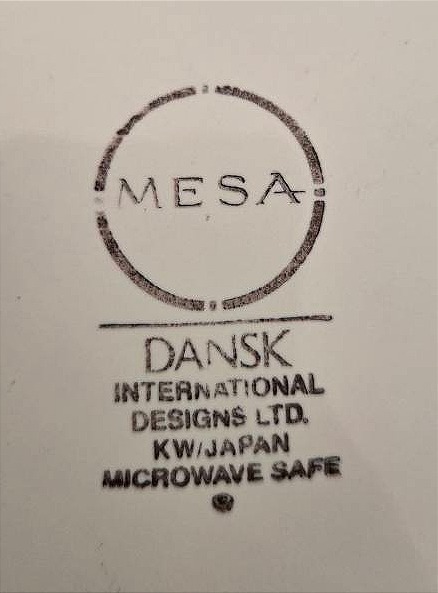 MESA
DANSK
INTERNATIONAL
DESIGNS LTD.
KW/JAPAN
MICROWAVE SAFE